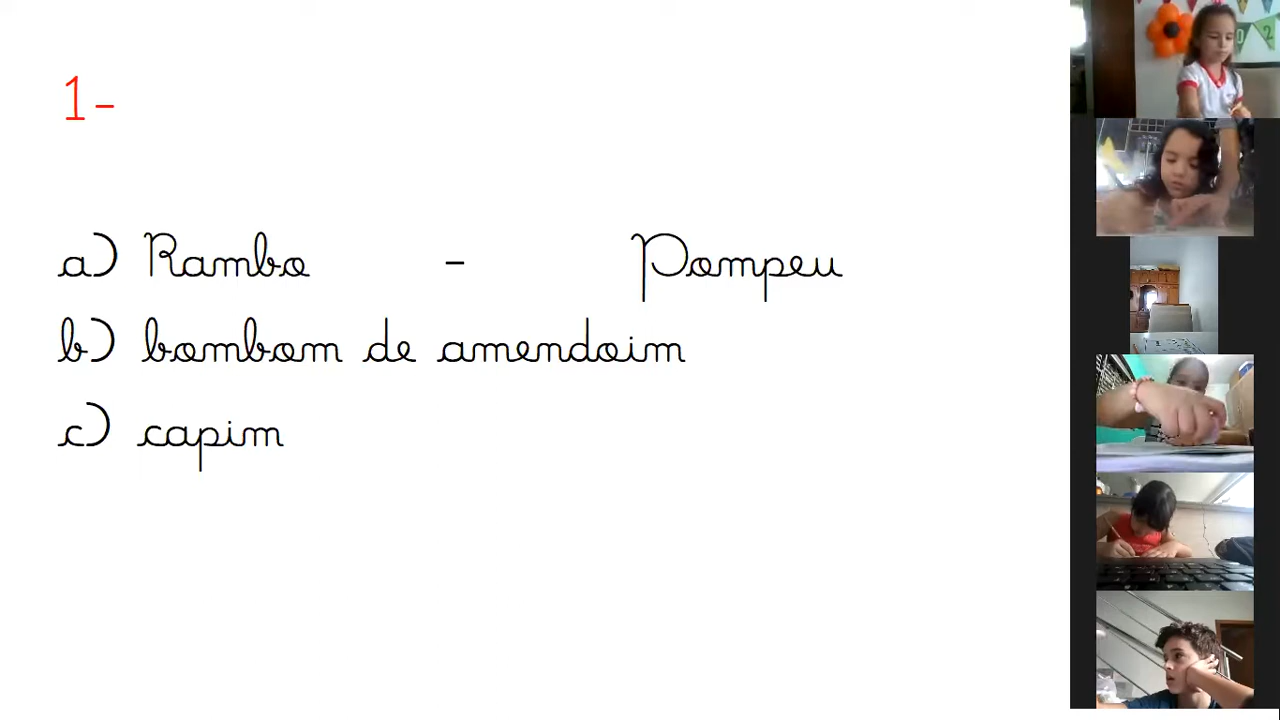 1-
a) Rambo - Pompeu
b) bombom de amendoim
c) capim